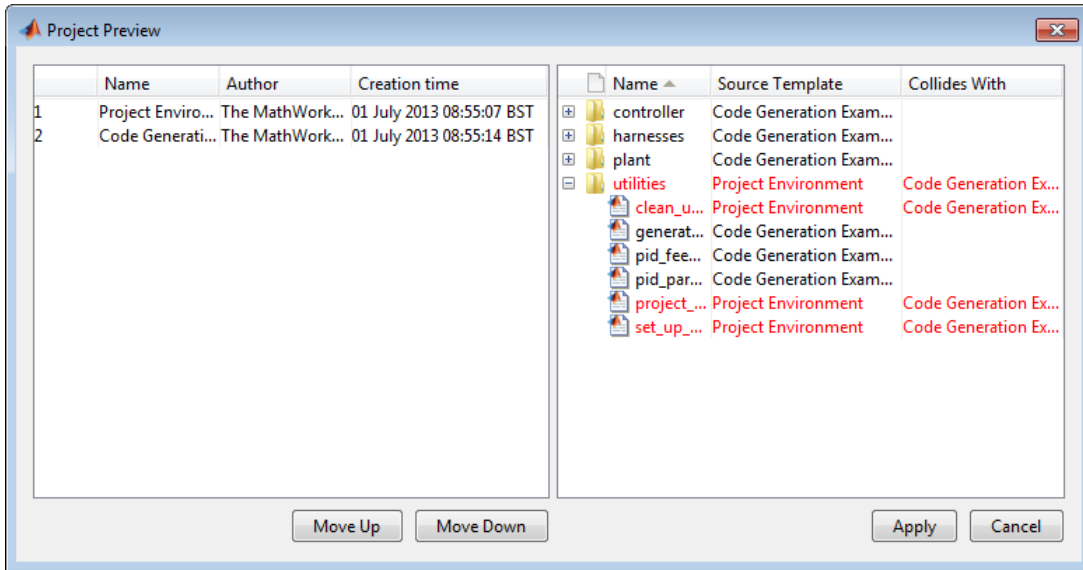 Project Preview
Name Author Creation time
1 Project Enviro... The MathWork... 01 July 2013 08:55:07 BST
2 Code Generati... The MathWork... 01 July 2013 08:55:14 BST
Move Up Move Down
Name Source Template Collides With
controller Code Generation Exam...
harnesses Code Generation Exam...
plant Code Generation Exam...
utilities Project Environment Code Generation Ex...
clean_u... Project Environment Code Generation Ex...
generat... Code Generation Exam...
pid_fee... Code Generation Exam...
pid_par... Code Generation Exam...
project_... Project Environment Code Generation Ex...
set_up_... Project Environment Code Generation Ex...
Apply Cancel